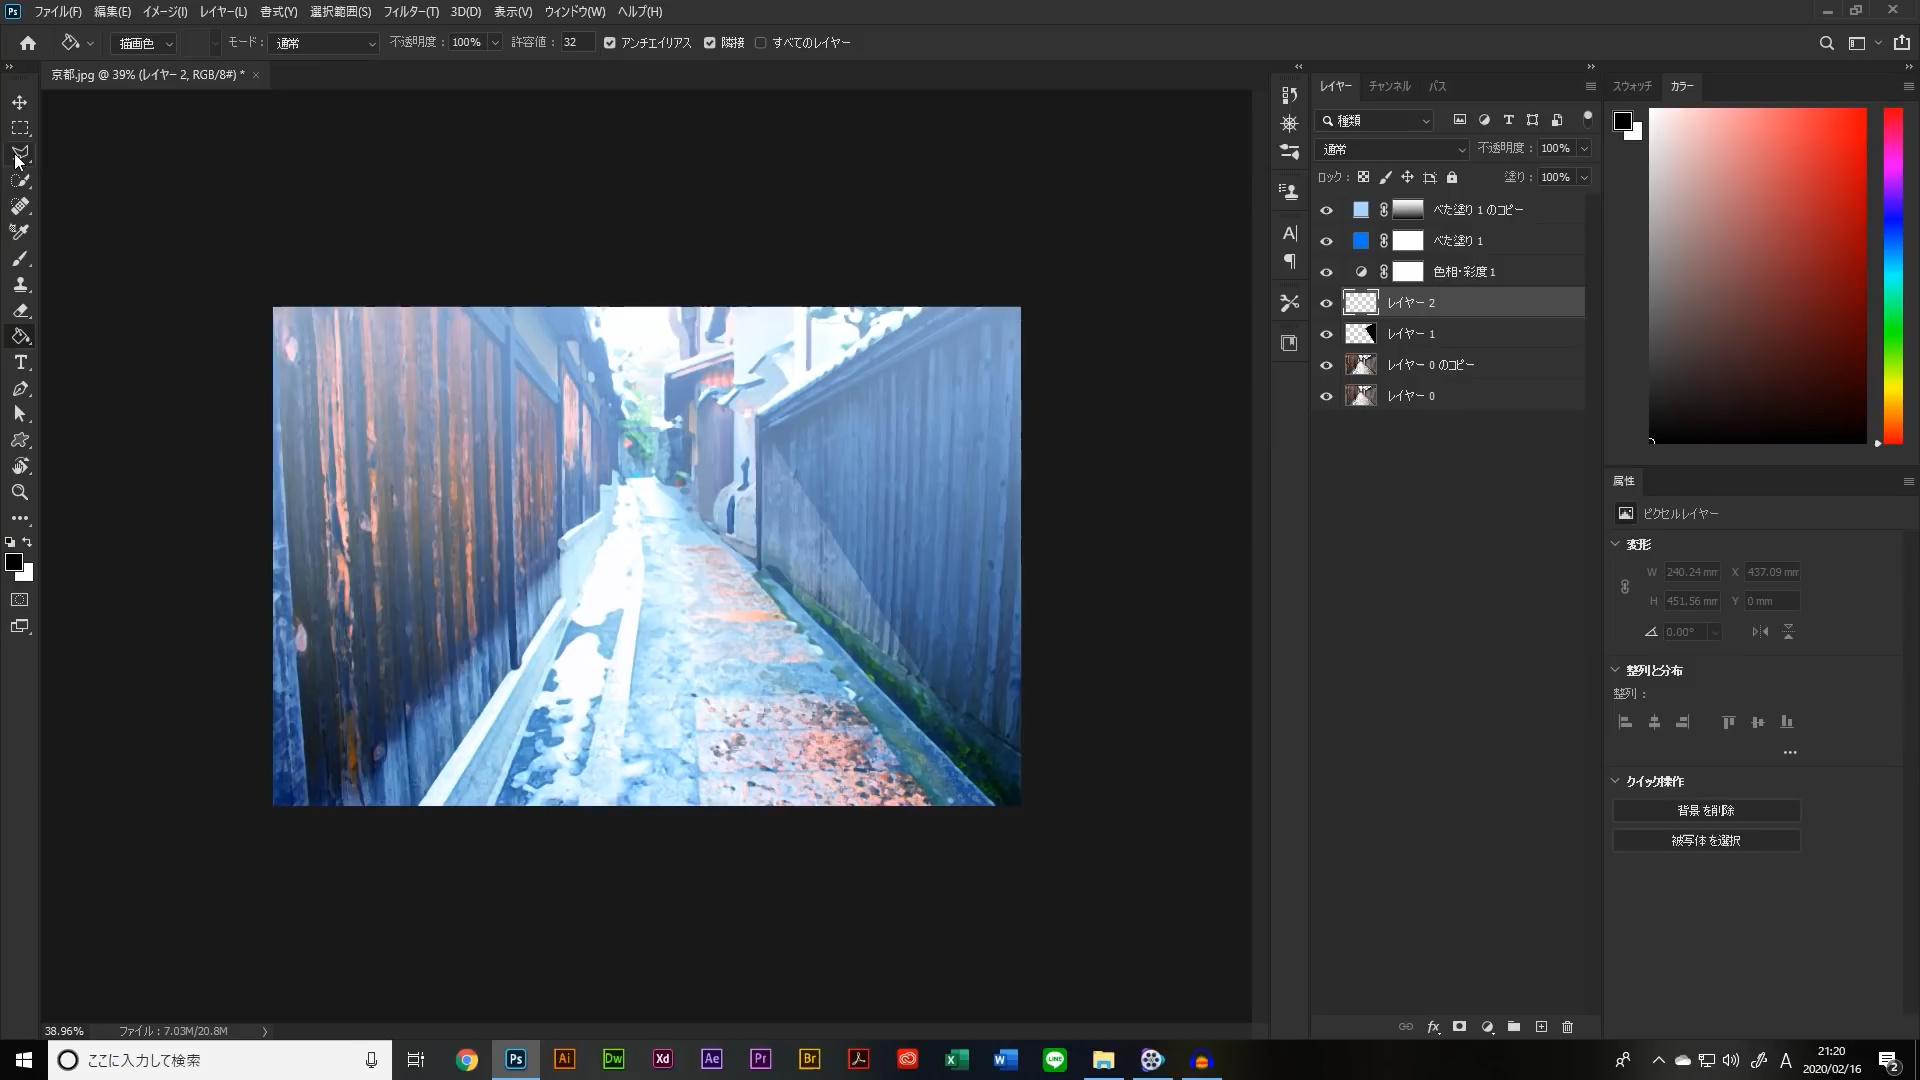 Ps ファイル(F) 編集(E) イメージ(I) レイヤー(L) 書式(Y) 選択範囲(S) フィルター(T) 3D(D) 表示(V) ウィンドウ(W) ヘルプ(H)
描画色 モード: 通常 不透明度: 100% 許容値: 32 アンチエイリアス 隣接 すべてのレイヤー
京都.jpg @ 39% (レイヤー 2, RGB/8#) * ×
レイヤー チャンネル パス
種類
通常 不透明度: 100%
ロック: 塗り: 100%
べた塗り 1 のコピー
べた塗り 1
色相・彩度 1
レイヤー 2
レイヤー 1
レイヤー 0 のコピー
レイヤー 0
スウォッチ カラー
属性
ピクセルレイヤー
変形
W 240.24 mm X 437.09 mm
H 451.56 mm Y 0 mm
0.00°
整列と分布
整列:
クイック操作
背景を削除
被写体を選択
38.96% ファイル: 7.03M/20.8M
ここに入力して検索
Ps Ai Dw Xd Ae Pr Br LINE
A 21:20
2020/02/16 2